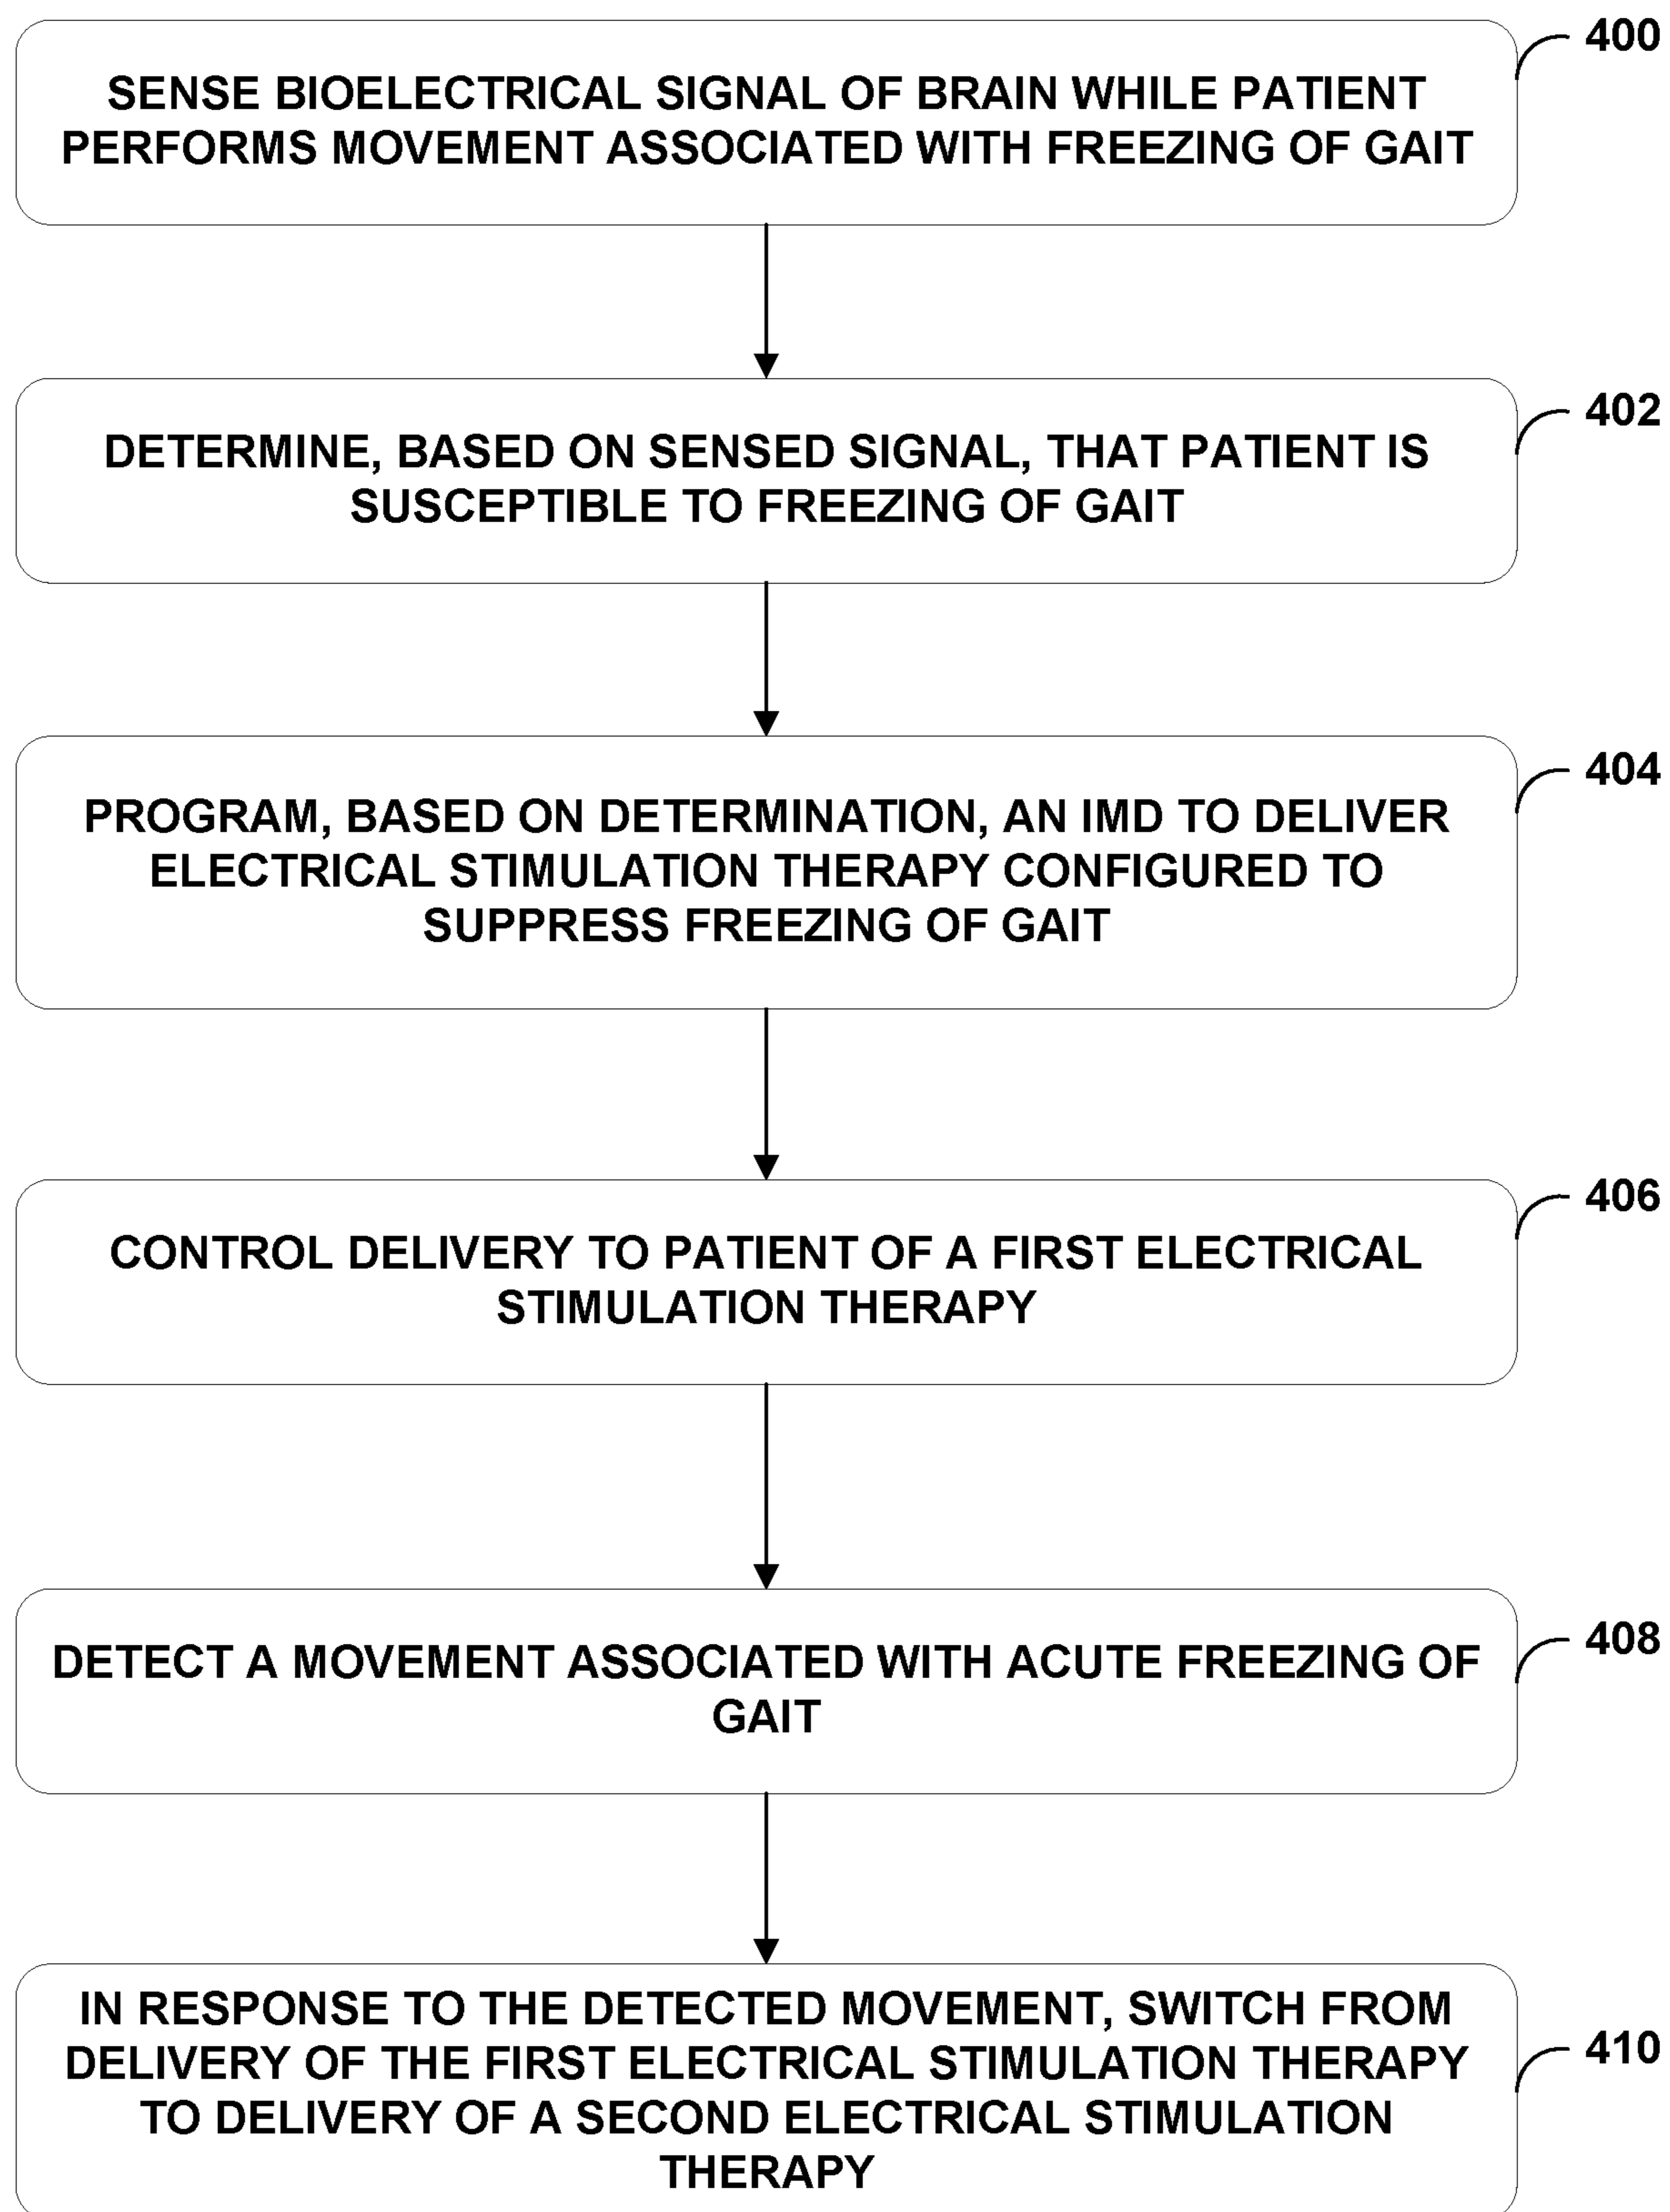 400
SENSE BIOELECTRICAL SIGNAL OF BRAIN WHILE PATIENT
PERFORMS MOVEMENT ASSOCIATED WITH FREEZING OF GAIT
402
DETERMINE, BASED ON SENSED SIGNAL, THAT PATIENT IS
SUSCEPTIBLE TO FREEZING OF GAIT
404
PROGRAM, BASED ON DETERMINATION, AN IMD TO DELIVER
ELECTRICAL STIMULATION THERAPY CONFIGURED TO
SUPPRESS FREEZING OF GAIT
406
CONTROL DELIVERY TO PATIENT OF A FIRST ELECTRICAL
STIMULATION THERAPY
408
DETECT A MOVEMENT ASSOCIATED WITH ACUTE FREEZING OF
GAIT
410
IN RESPONSE TO THE DETECTED MOVEMENT, SWITCH FROM
DELIVERY OF THE FIRST ELECTRICAL STIMULATION THERAPY
TO DELIVERY OF A SECOND ELECTRICAL STIMULATION
THERAPY